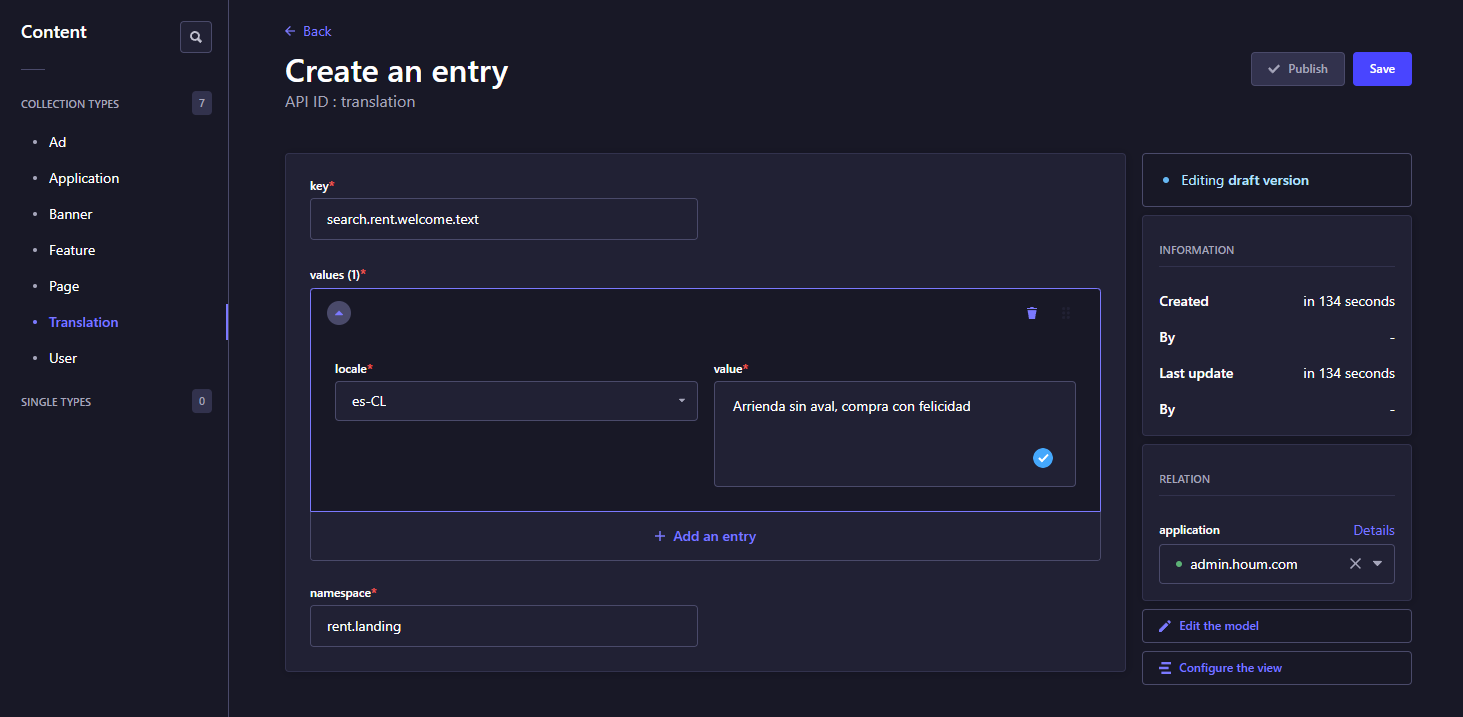 Content
COLLECTION TYPES 7
Ad
Application
Banner
Feature
Page
Translation
User
SINGLE TYPES 0
Back
Create an entry
API ID : translation
Publish
Save
key*
search.rent.welcome.text
values (1)*
locale*
es-CL
value*
Arrienda sin aval, compra con felicidad
Add an entry
namespace*
rent.landing
Editing draft version
INFORMATION
Created in 134 seconds
By -
Last update in 134 seconds
By -
RELATION
application Details
admin.houm.com
Edit the model
Configure the view